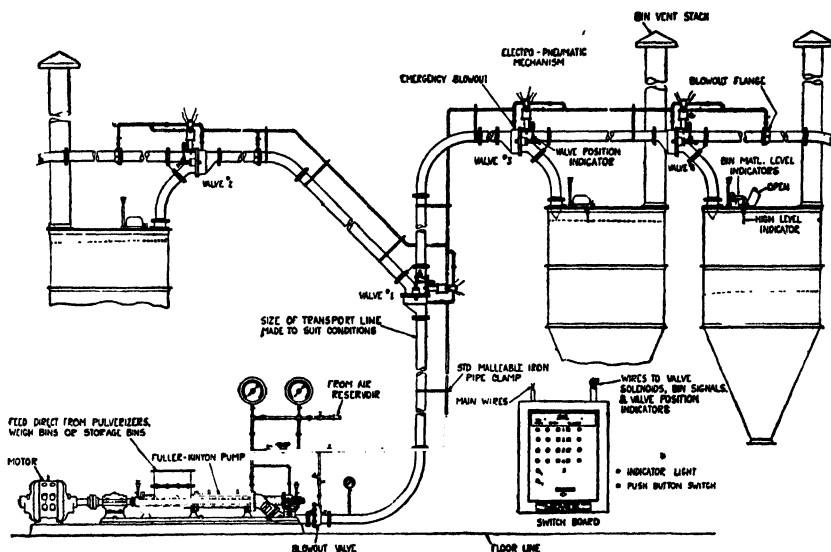 BIN VENT STACK
ELECTRO-PNEUMATIC
MECHANISM
EMERGENCY BLOWOUT
BLOWOUT FLANGE
VALVE #2
VALVE #3
VALVE POSITION
INDICATOR
VALVE
BIN MATL. LEVEL
INDICATORS
OPEN
HIGH LEVEL
INDICATOR
VALVE #1
SIZE OF TRANSPORT LINE
MADE TO SUIT CONDITIONS
STD MALLEABLE IRON
PIPE CLAMP
MAIN WIRES
WIRES TO VALVE
SOLENOIDS, BIN SIGNALS,
& VALVE POSITION
INDICATORS
FROM AIR
RESERVOIR
FEED DIRECT FROM PULVERIZERS,
WEIGH BINS OR STORAGE BINS
FULLER-KINYON PUMP
MOTOR
INDICATOR LIGHT
PUSH BUTTON SWITCH
SWITCH BOARD
BLOWOUT VALVE
FLOOR LINE